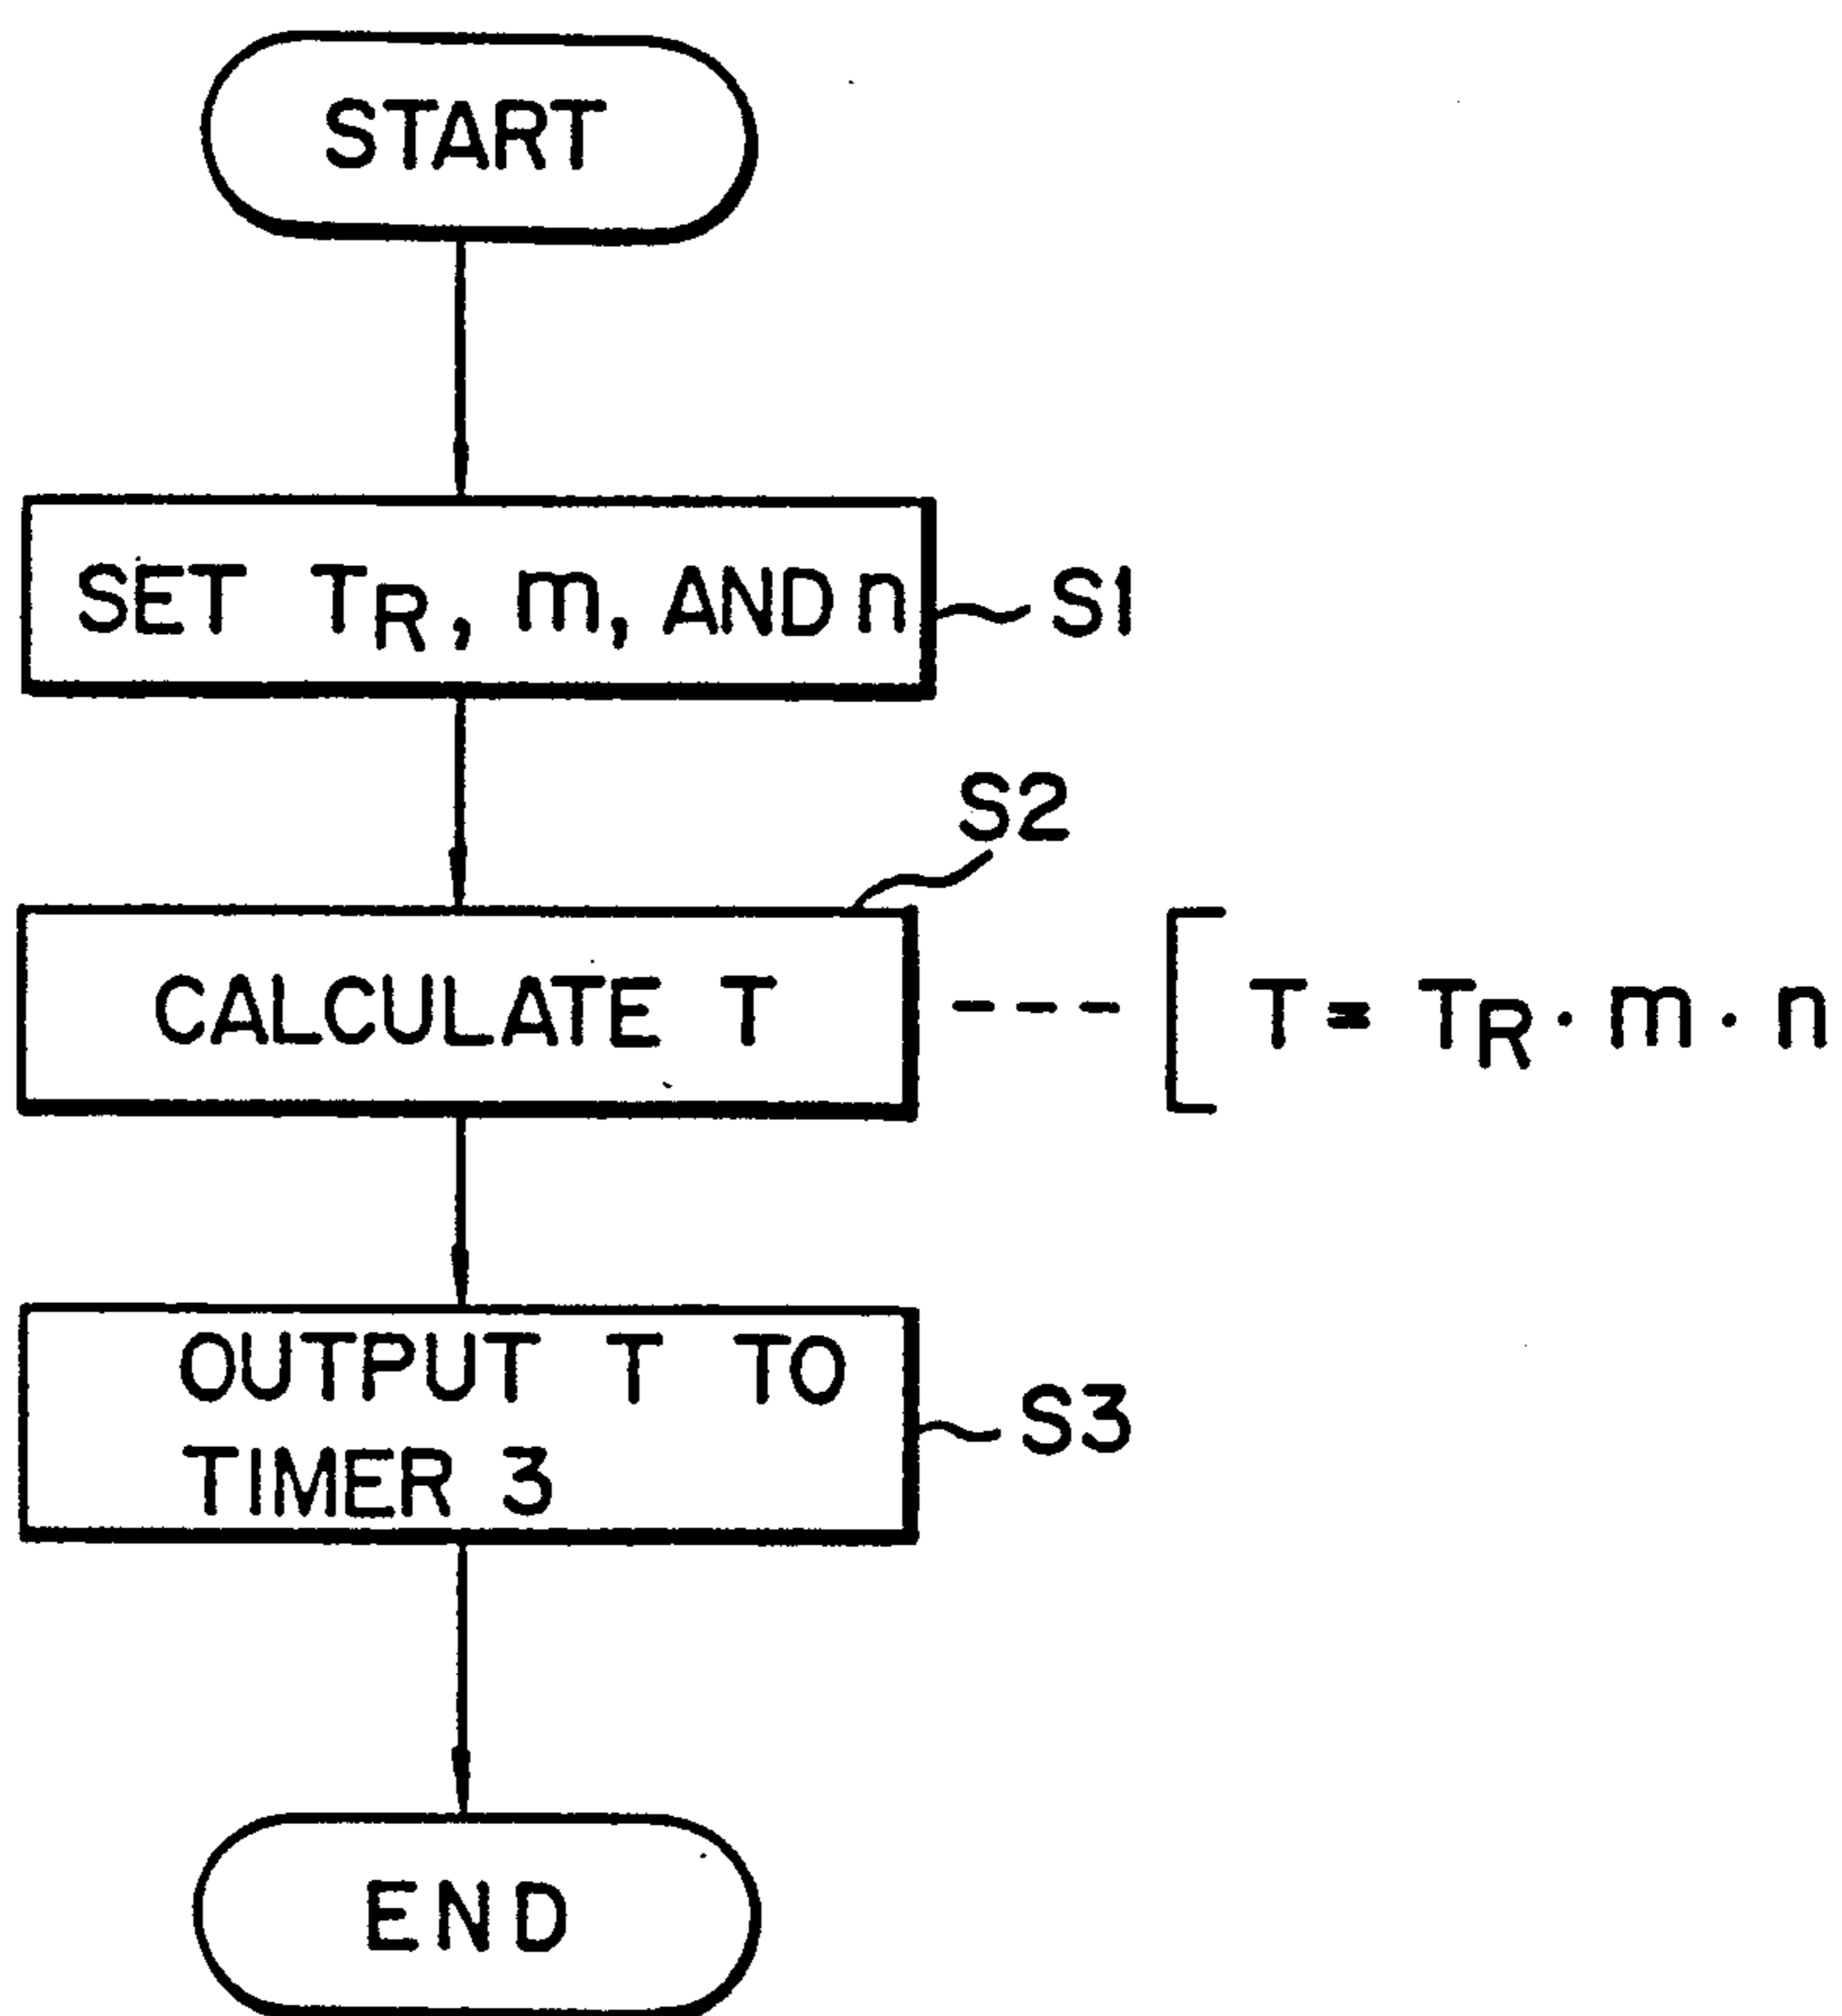 START
SET TR, m, AND n
S1
S2
CALCULATE T
T = TR · m · n
OUTPUT T TO
TIMER 3
S3
END